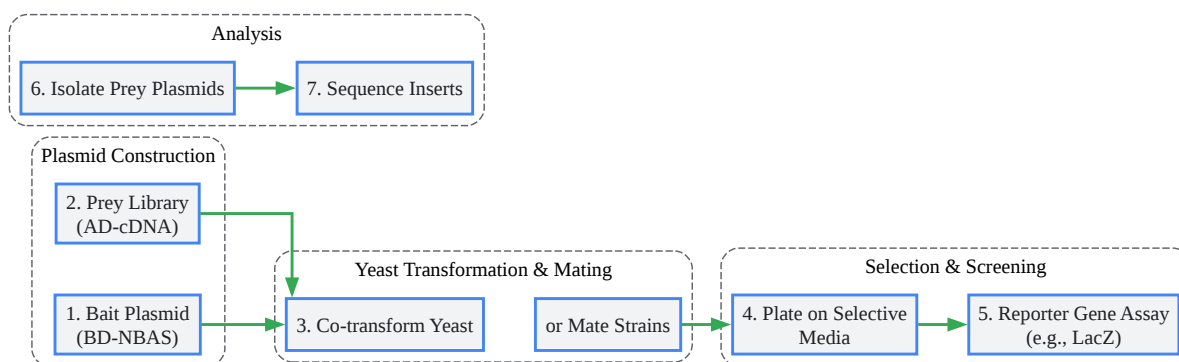 Analysis
6. Isolate Prey Plasmids
7. Sequence Inserts
Plasmid Construction
2. Prey Library
(AD-cDNA)
1. Bait Plasmid
(BD-NBAS)
Yeast Transformation & Mating
3. Co-transform Yeast
or Mate Strains
Selection & Screening
4. Plate on Selective
Media
5. Reporter Gene Assay
(e.g., LacZ)